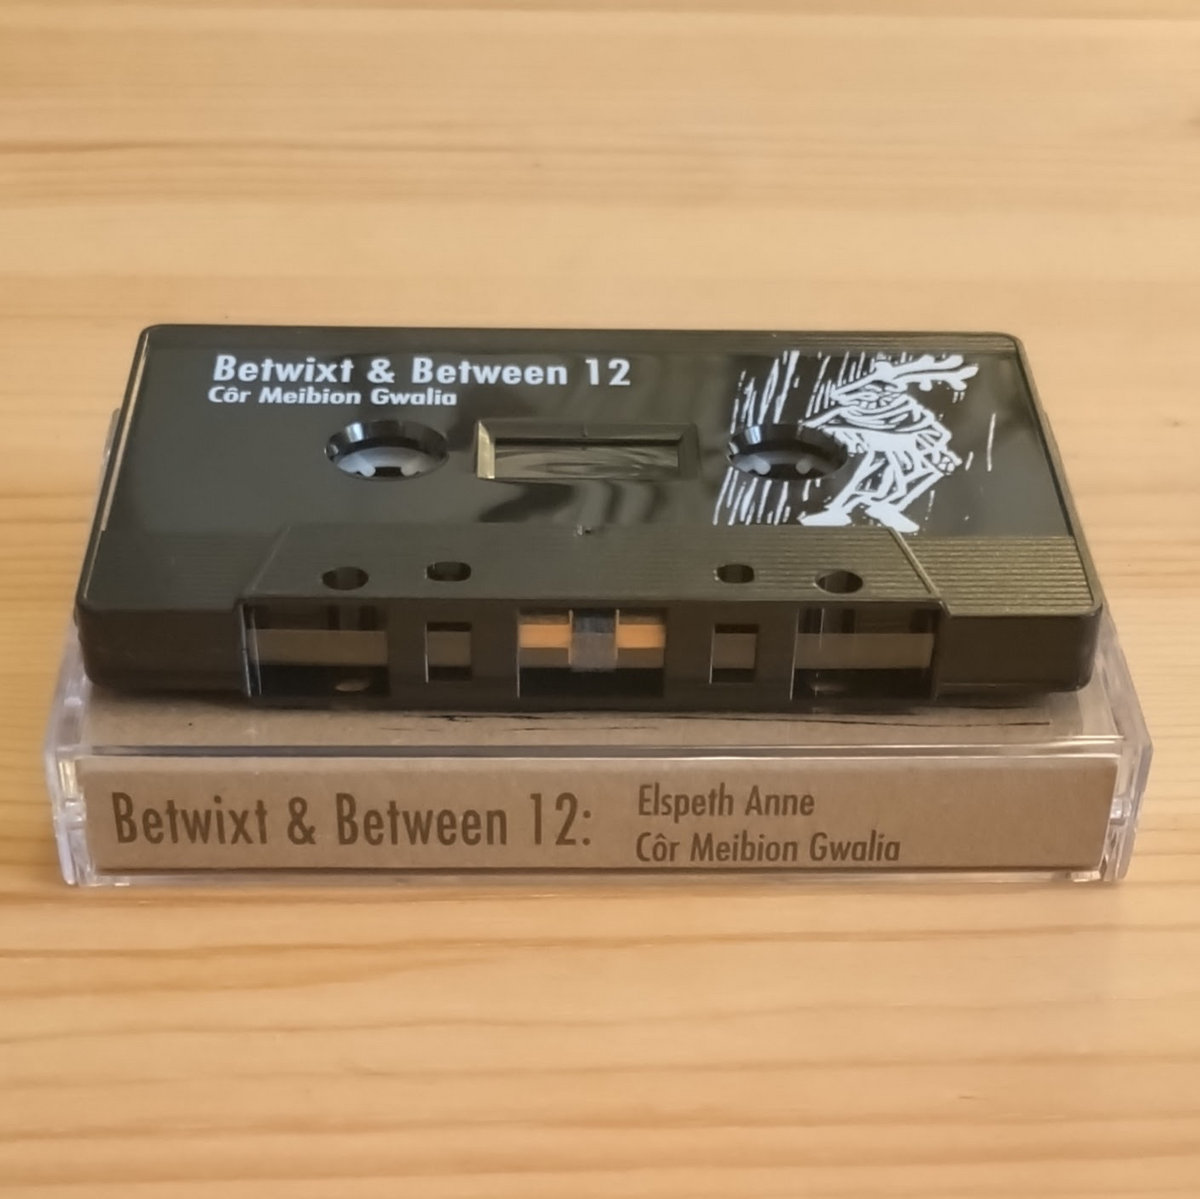 Betwixt & Between 12
Côr Meibion Gwalia
Betwixt & Between 12:
Elspeth Anne
Côr Meibion Gwalia